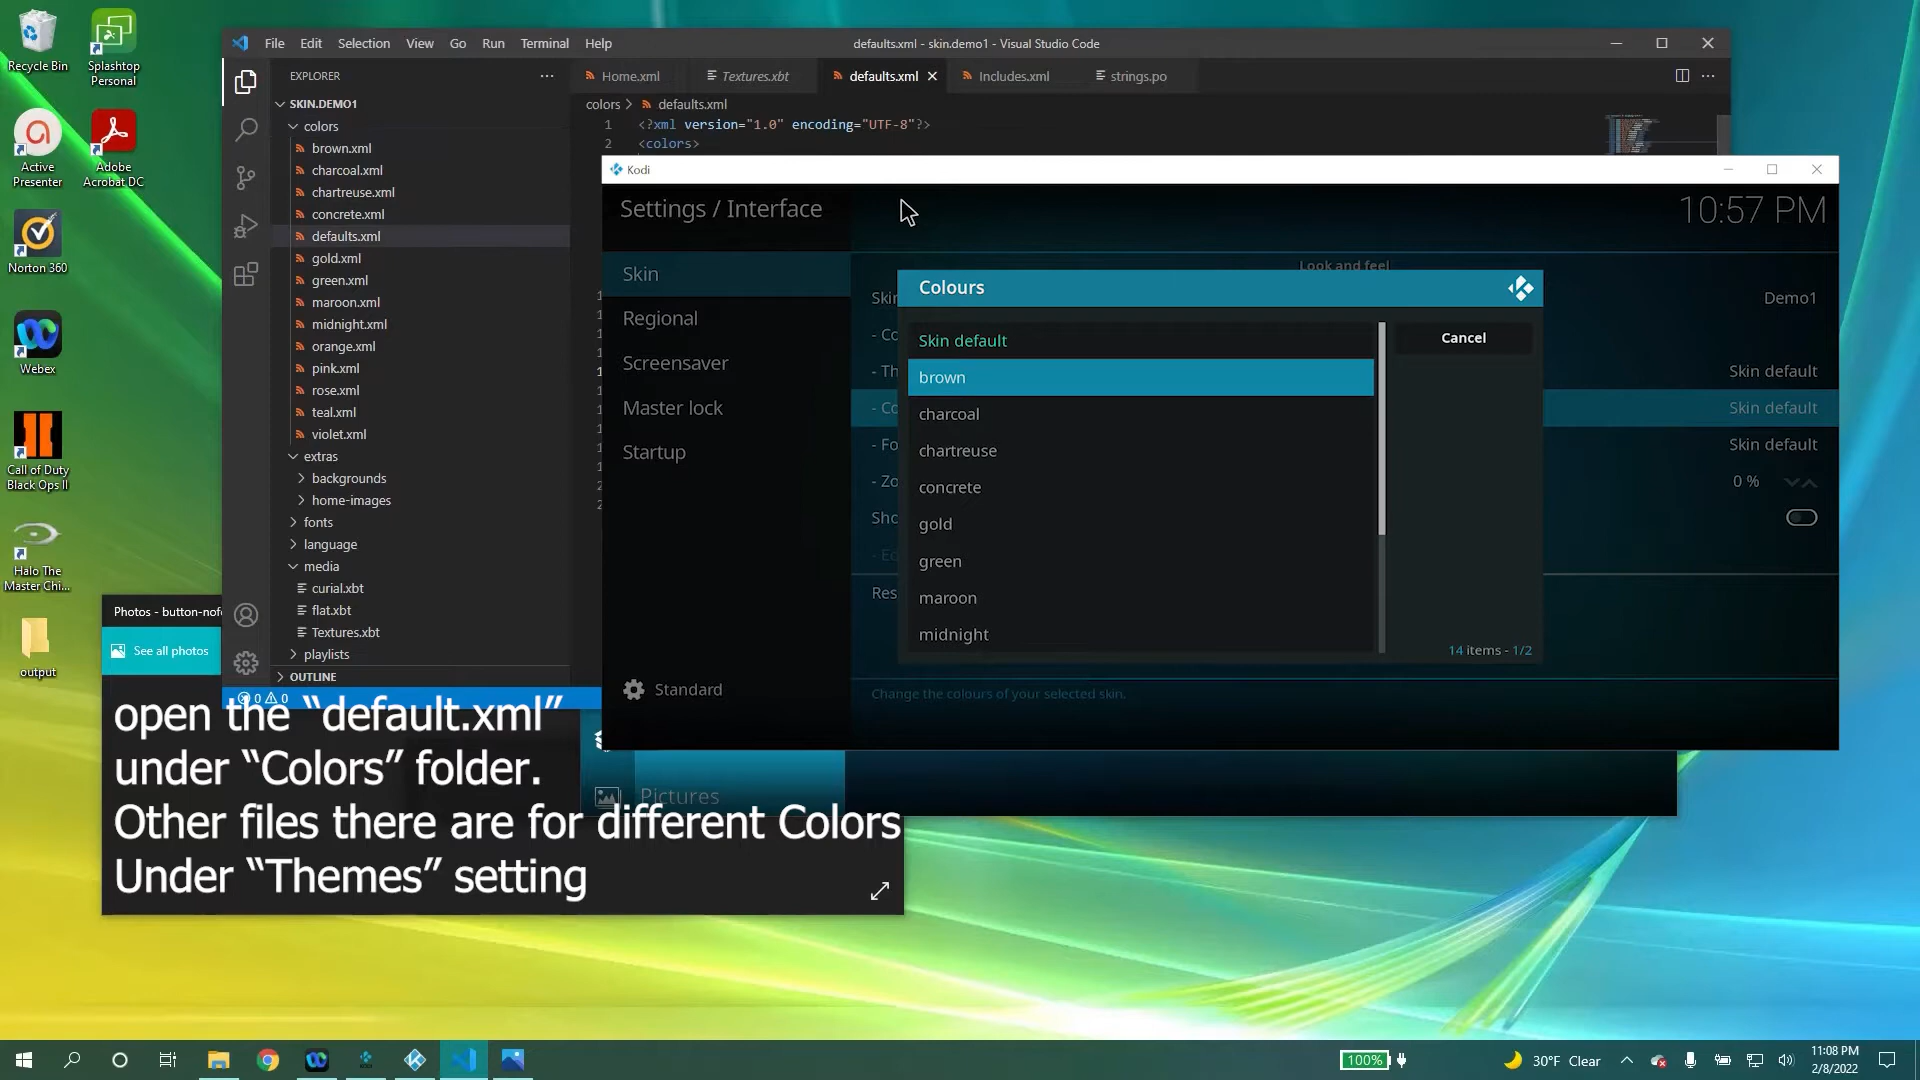 Recycle Bin
Splashtop
Personal
Active
Presenter
Adobe
Acrobat DC
Norton 360
Webex
Call of Duty
Black Ops II
Halo The
Master Chi...
output
File Edit Selection View Go Run Terminal Help
defaults.xml - skin.demo1 - Visual Studio Code
EXPLORER
Home.xml
Textures.xbt
defaults.xml
Includes.xml
strings.po
SKIN.DEMO1
colors
brown.xml
charcoal.xml
chartreuse.xml
concrete.xml
defaults.xml
gold.xml
green.xml
maroon.xml
midnight.xml
orange.xml
pink.xml
rose.xml
teal.xml
violet.xml
extras
backgrounds
home-images
fonts
language
media
curial.xbt
flat.xbt
Textures.xbt
playlists
OUTLINE
0 0
colors > defaults.xml
1 <?xml version="1.0" encoding="UTF-8"?>
2 <colors>
Kodi
Settings / Interface
10:57 PM
Skin
Regional
Screensaver
Master lock
Startup
Standard
Look and feel
Demo1
Skin default
Skin default
Skin default
0 %
Change the colours of your selected skin.
Colours
Skin default
brown
charcoal
chartreuse
concrete
gold
green
maroon
midnight
Cancel
14 items - 1/2
Pictures
Photos - button-nofo
See all photos
open the “default.xml”
under “Colors” folder.
Other files there are for different Colors
Under “Themes” setting
100%
30°F Clear
11:08 PM
2/8/2022